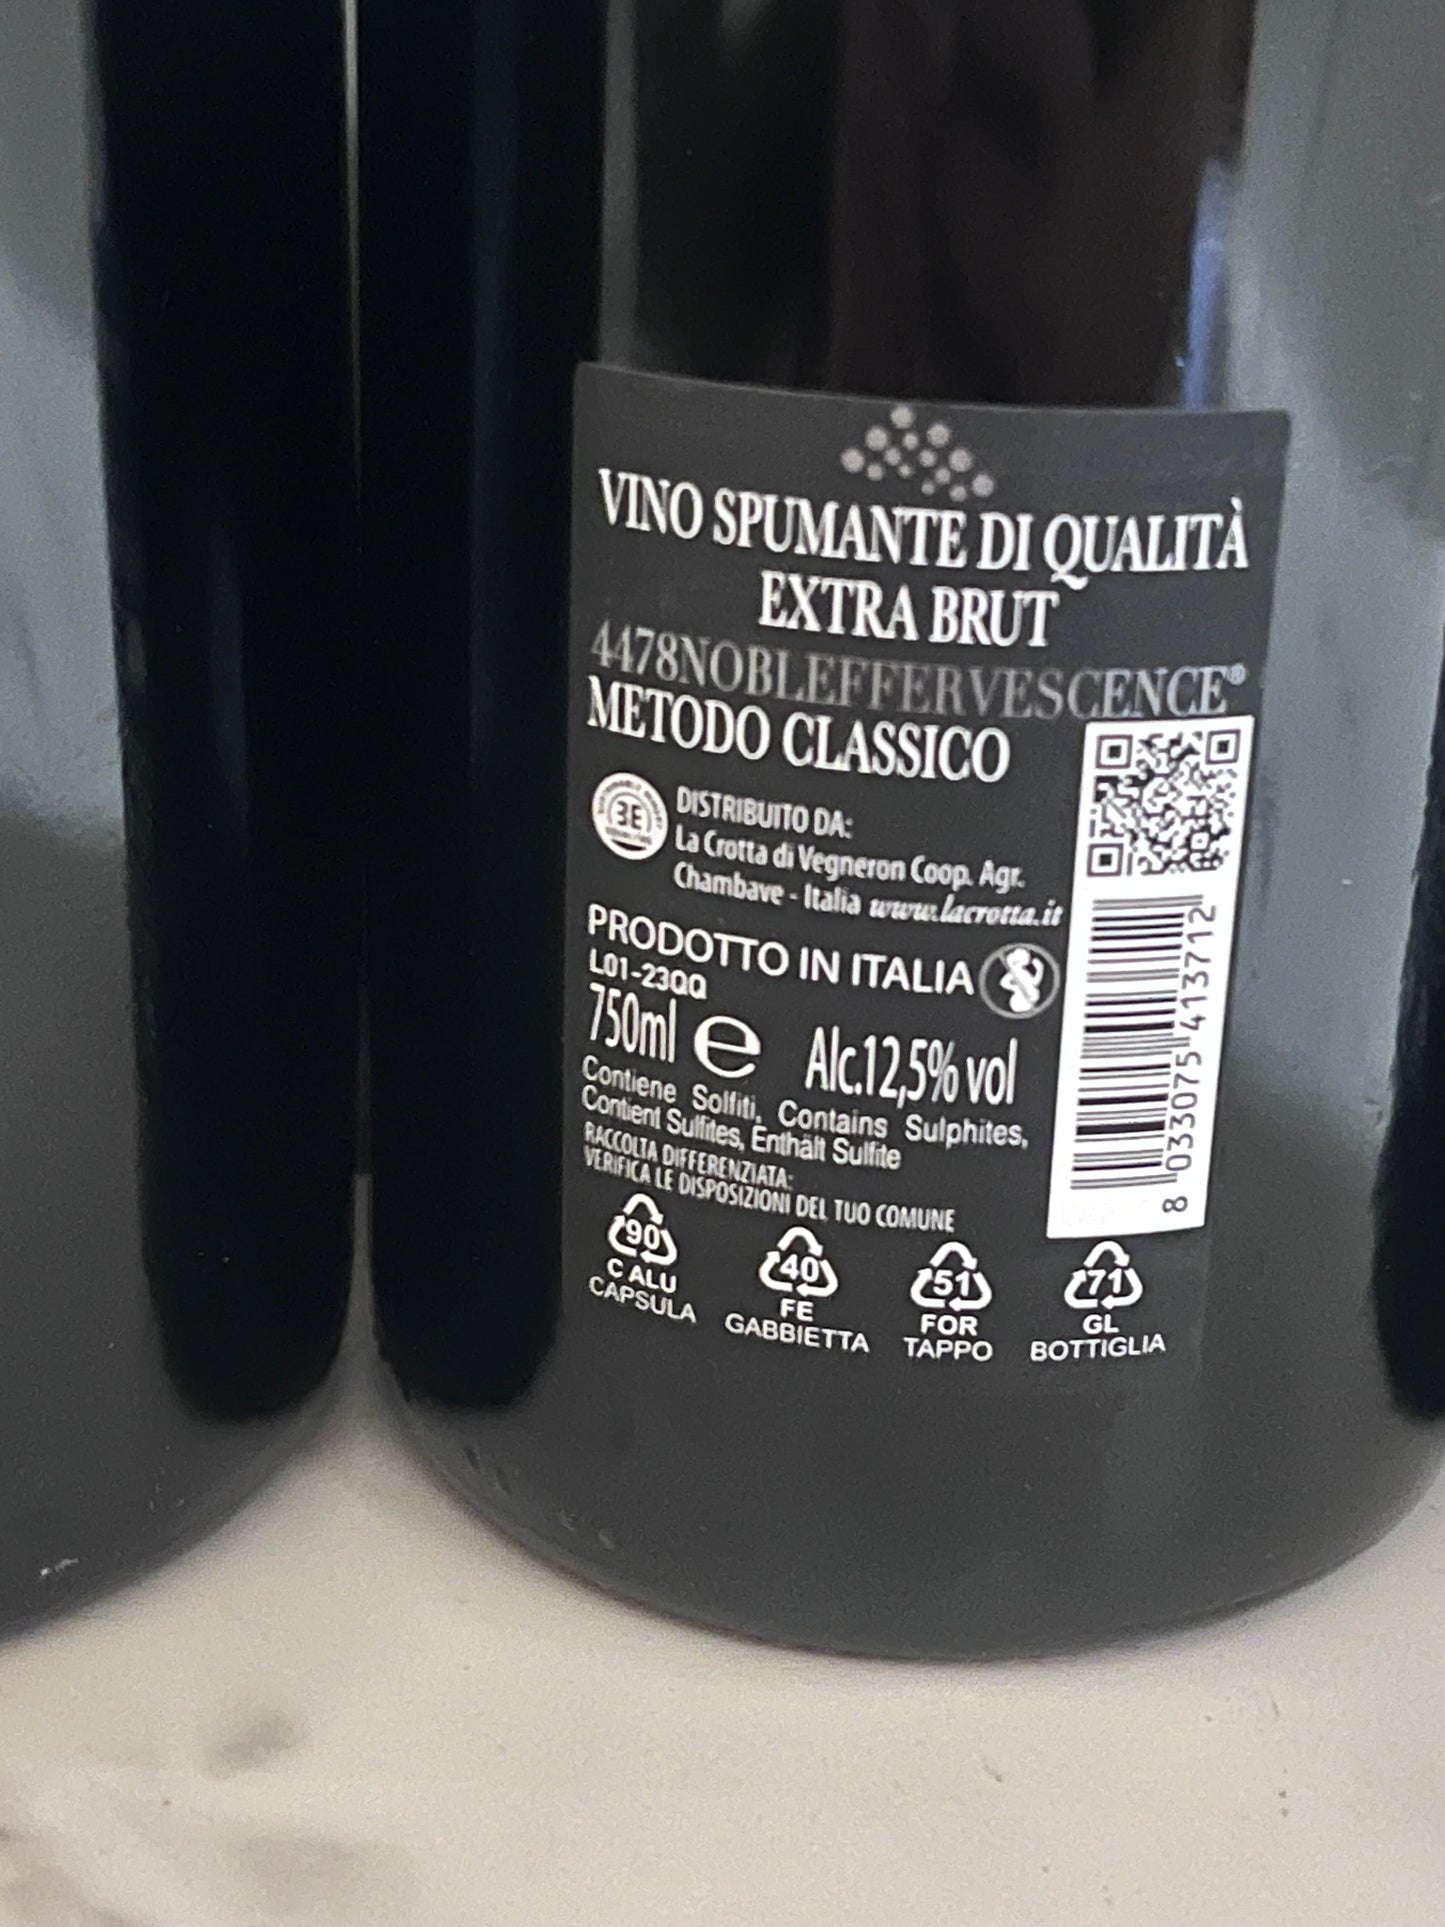 VINO SPUMANTE DI QUALITÀ
EXTRA BRUT
4478NOBLEFFERVESCENCE®
METODO CLASSICO
3E
DISTRIBUITO DA:
La Crotta di Vegneron Coop. Agr.
Chambave - Italia www.lacrotta.it
PRODOTTO IN ITALIA
L01-23QQ
750ml e Alc.12,5% vol
Contiene Solfiti, Contains Sulphites,
Contient Sulfites, Enthält Sulfite
RACCOLTA DIFFERENZIATA:
VERIFICA LE DISPOSIZIONI DEL TUO COMUNE
90
C ALU
CAPSULA
40
FE
GABBIETTA
51
FOR
TAPPO
71
GL
BOTTIGLIA
8 033075 413712